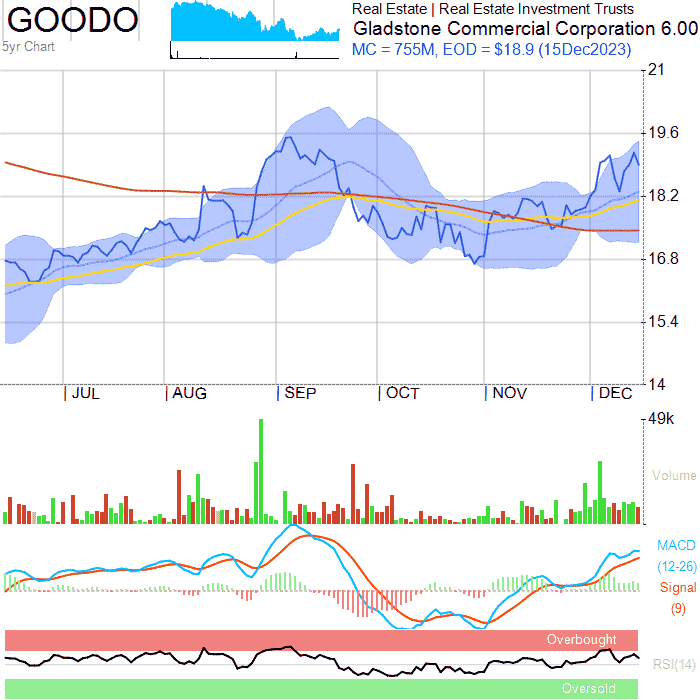 GOODO
5yr Chart
Real Estate | Real Estate Investment Trusts
Gladstone Commercial Corporation 6.00
MC = 755M, EOD = $18.9 (15Dec2023)
21
19.6
18.2
16.8
15.4
14
JUL
AUG
SEP
OCT
NOV
DEC
49k
Volume
MACD
(12-26)
Signal
(9)
Overbought
RSI(14)
Oversold